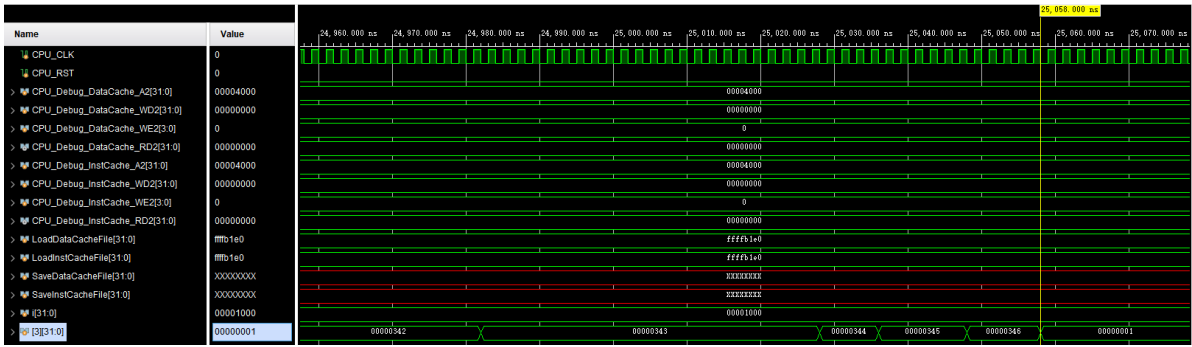 25,058.000 ns
Name Value
24,960.000 ns 24,970.000 ns 24,980.000 ns 24,990.000 ns 25,000.000 ns 25,010.000 ns 25,020.000 ns 25,030.000 ns 25,040.000 ns 25,050.000 ns 25,060.000 ns 25,070.000 ns
CPU_CLK 0
CPU_RST 0
CPU_Debug_DataCache_A2[31:0] 00004000 00004000
CPU_Debug_DataCache_WD2[31:0] 00000000 00000000
CPU_Debug_DataCache_WE2[3:0] 0 0
CPU_Debug_DataCache_RD2[31:0] 00000000 00000000
CPU_Debug_InstCache_A2[31:0] 00004000 00004000
CPU_Debug_InstCache_WD2[31:0] 00000000 00000000
CPU_Debug_InstCache_WE2[3:0] 0 0
CPU_Debug_InstCache_RD2[31:0] 00000000 00000000
LoadDataCacheFile[31:0] ffffb1e0 ffffb1e0
LoadInstCacheFile[31:0] ffffb1e0 ffffb1e0
SaveDataCacheFile[31:0] XXXXXXXX XXXXXXXX
SaveInstCacheFile[31:0] XXXXXXXX XXXXXXXX
i[31:0] 00001000 00001000
[3][31:0] 00000001 00000342 00000343 00000344 00000345 00000346 00000001